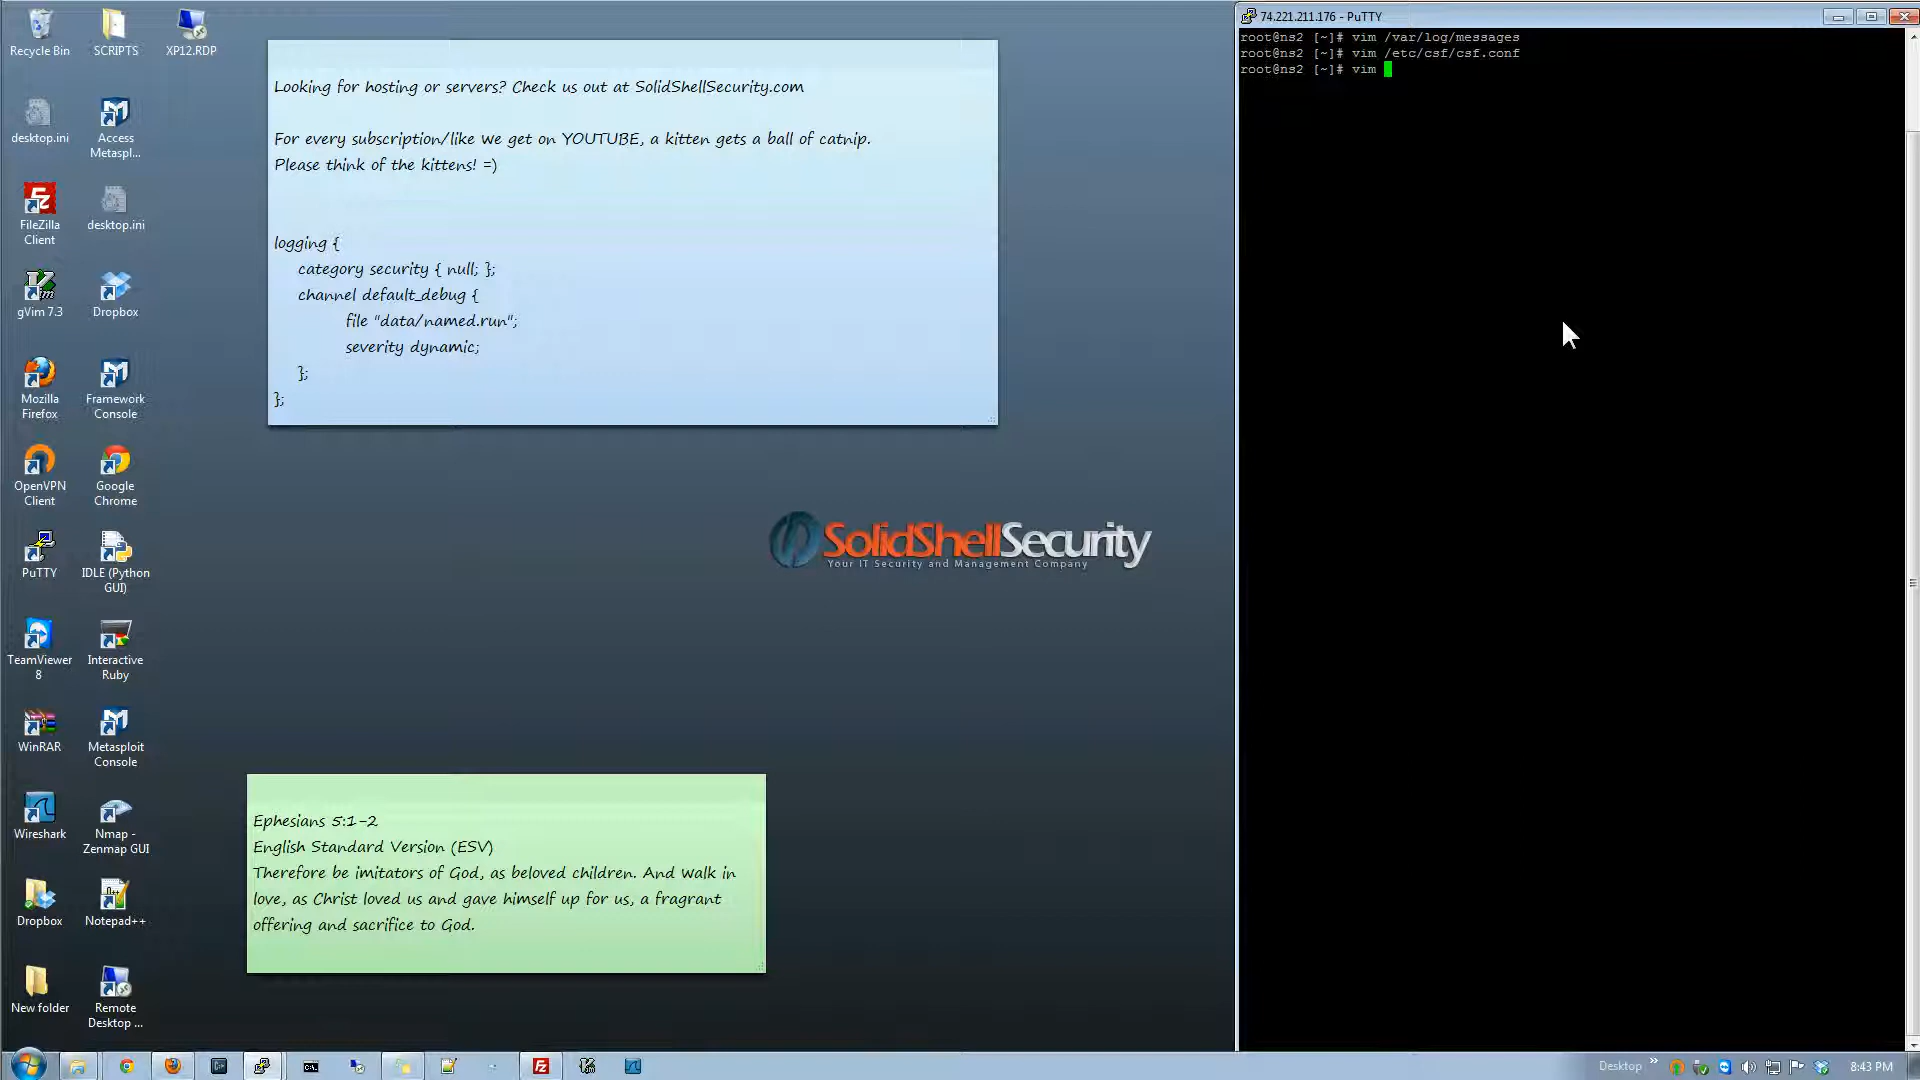 Recycle Bin
SCRIPTS
XP12.RDP
desktop.ini
Access
Metaspl...
FileZilla
Client
desktop.ini
gVim 7.3
Dropbox
Mozilla
Firefox
Framework
Console
OpenVPN
Client
Google
Chrome
PuTTY
IDLE (Python
GUI)
TeamViewer
8
Interactive
Ruby
WinRAR
Metasploit
Console
Wireshark
Nmap -
Zenmap GUI
Dropbox
Notepad++
New folder
Remote
Desktop ...
Looking for hosting or servers? Check us out at SolidShellSecurity.com
For every subscription/like we get on YOUTUBE, a kitten gets a ball of catnip.
Please think of the kittens! =)
logging {
category security { null; };
channel default_debug {
file "data/named.run";
severity dynamic;
};
};
SolidShellSecurity
Your IT Security and Management Company
Ephesians 5:1-2
English Standard Version (ESV)
Therefore be imitators of God, as beloved children. And walk in
love, as Christ loved us and gave himself up for us, a fragrant
offering and sacrifice to God.
74.221.211.176 - PuTTY
root@ns2 [~]# vim /var/log/messages
root@ns2 [~]# vim /etc/csf/csf.conf
root@ns2 [~]# vim
Desktop
8:43 PM